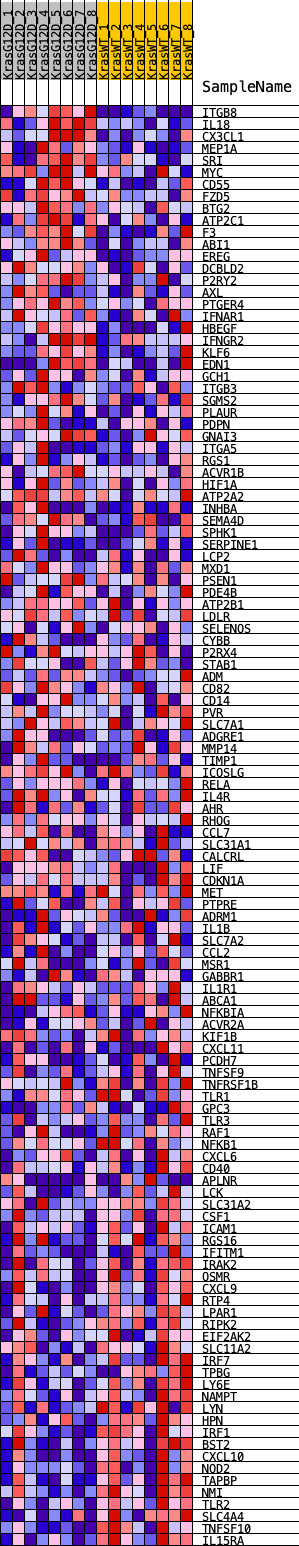 KrasG12D_1
KrasG12D_2
KrasG12D_3
KrasG12D_4
KrasG12D_5
KrasG12D_6
KrasG12D_7
KrasG12D_8
KrasWT_1
KrasWT_2
KrasWT_3
KrasWT_4
KrasWT_5
KrasWT_6
KrasWT_7
KrasWT_8
SampleName
ITGB8
IL18
CX3CL1
MEP1A
SRI
MYC
CD55
FZD5
BTG2
ATP2C1
F3
ABI1
EREG
DCBLD2
P2RY2
AXL
PTGER4
IFNAR1
HBEGF
IFNGR2
KLF6
EDN1
GCH1
ITGB3
SGMS2
PLAUR
PDPN
GNAI3
ITGA5
RGS1
ACVR1B
HIF1A
ATP2A2
INHBA
SEMA4D
SPHK1
SERPINE1
LCP2
MXD1
PSEN1
PDE4B
ATP2B1
LDLR
SELENOS
CYBB
P2RX4
STAB1
ADM
CD82
CD14
PVR
SLC7A1
ADGRE1
MMP14
TIMP1
ICOSLG
RELA
IL4R
AHR
RHOG
CCL7
SLC31A1
CALCRL
LIF
CDKN1A
MET
PTPRE
ADRM1
IL1B
SLC7A2
CCL2
MSR1
GABBR1
IL1R1
ABCA1
NFKBIA
ACVR2A
KIF1B
CXCL11
PCDH7
TNFSF9
TNFRSF1B
TLR1
GPC3
TLR3
RAF1
NFKB1
CXCL6
CD40
APLNR
LCK
SLC31A2
CSF1
ICAM1
RGS16
IFITM1
IRAK2
OSMR
CXCL9
RTP4
LPAR1
RIPK2
EIF2AK2
SLC11A2
IRF7
TPBG
LY6E
NAMPT
LYN
HPN
IRF1
BST2
CXCL10
NOD2
TAPBP
NMI
TLR2
SLC4A4
TNFSF10
IL15RA